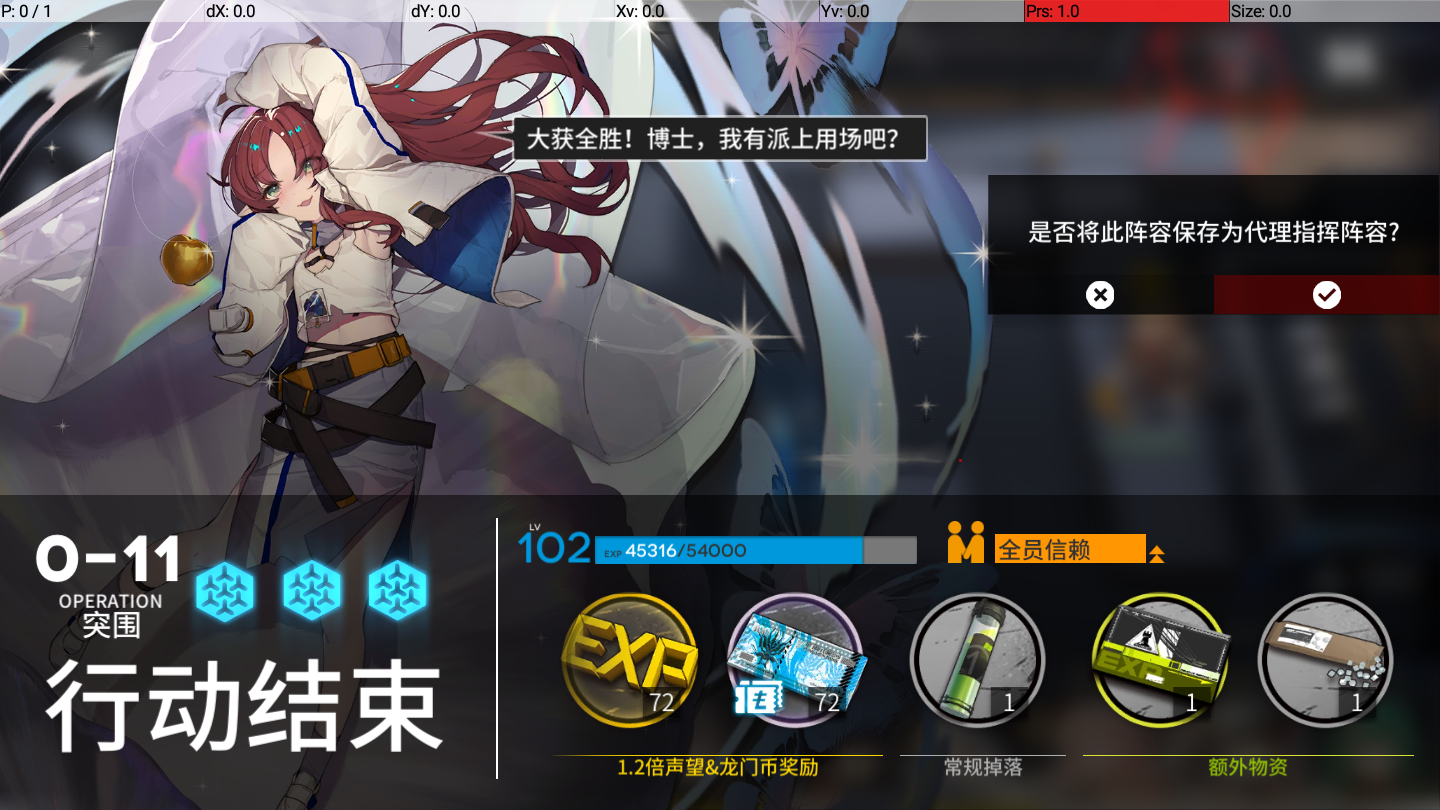 P: 0 / 1 dX: 0.0 dY: 0.0 Xv: 0.0 Yv: 0.0 Prs: 1.0 Size: 0.0
大获全胜！博士，我有派上用场吧？
是否将此阵容保存为代理指挥阵容?
0-11
OPERATION
突围
行动结束
LV
102
EXP 45316/54000
全员信赖
EXP
72
72
1
EXP
1
1
1.2倍声望&龙门币奖励
常规掉落
额外物资